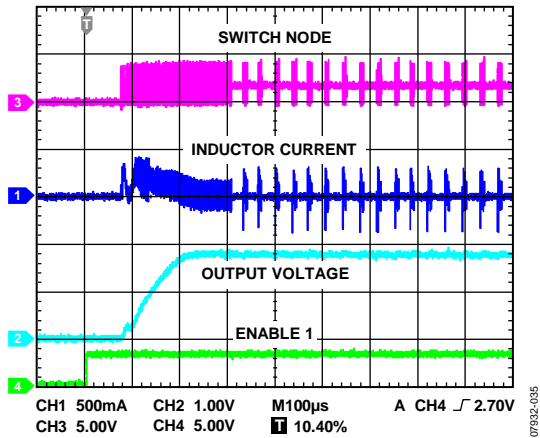 T
SWITCH NODE
3
INDUCTOR CURRENT
1
OUTPUT VOLTAGE
2
ENABLE 1
4
CH1 500mA CH2 1.00V M100µs A CH4 2.70V
CH3 5.00V CH4 5.00V T 10.40%
07932-035